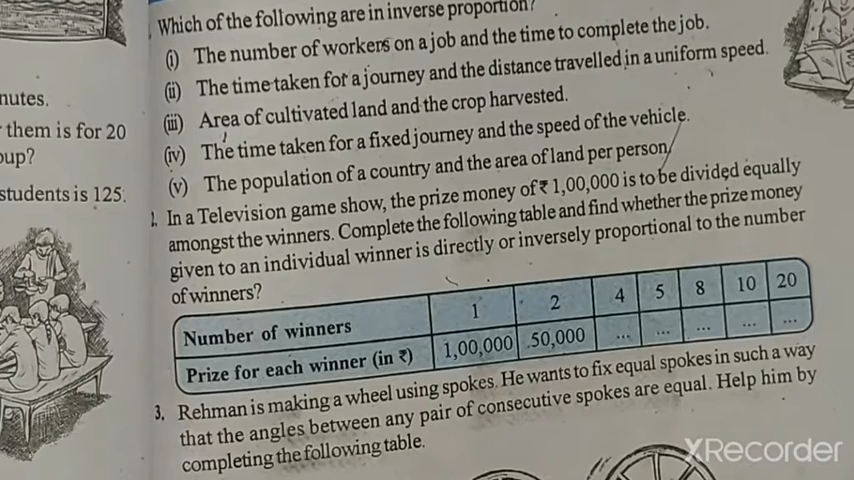 Which of the following are in inverse proportion?
(i) The number of workers on a job and the time to complete the job.
(ii) The time taken for a journey and the distance travelled in a uniform speed.
(iii) Area of cultivated land and the crop harvested.
(iv) The time taken for a fixed journey and the speed of the vehicle.
(v) The population of a country and the area of land per person.
nutes.
them is for 20
oup?
students is 125.
In a Television game show, the prize money of ₹ 1,00,000 is to be divided equally
amongst the winners. Complete the following table and find whether the prize money
given to an individual winner is directly or inversely proportional to the number
of winners?
Number of winners 1 2 4 5 8 10 20
Prize for each winner (in ₹) 1,00,000 50,000 ... ... ... ... ...
3. Rehman is making a wheel using spokes. He wants to fix equal spokes in such a way
that the angles between any pair of consecutive spokes are equal. Help him by
completing the following table.
XRecorder